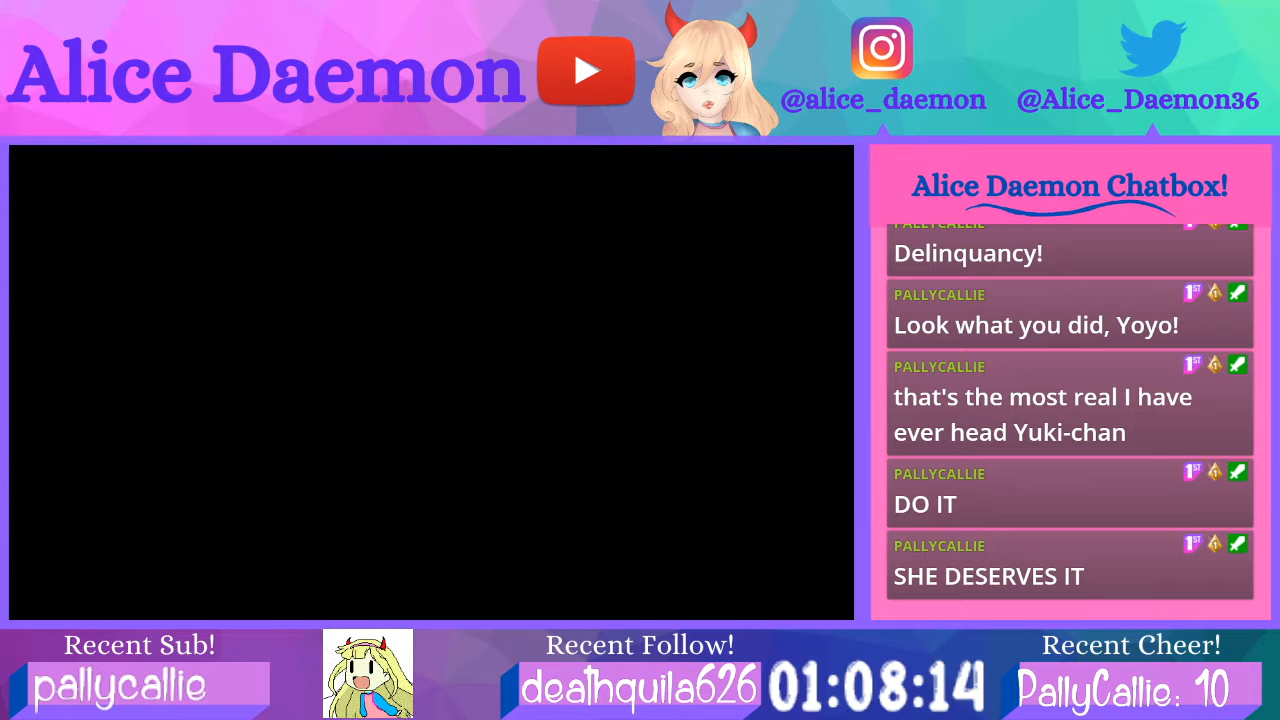 Alice Daemon
@alice_daemon
@Alice_Daemon36
Alice Daemon Chatbox!
PALLYCALLIE
Delinquancy!
PALLYCALLIE
Look what you did, Yoyo!
PALLYCALLIE
that's the most real I have
ever head Yuki-chan
PALLYCALLIE
DO IT
PALLYCALLIE
SHE DESERVES IT
Recent Sub!
pallycallie
Recent Follow!
deathquila626
01:08:14
Recent Cheer!
PallyCallie: 10